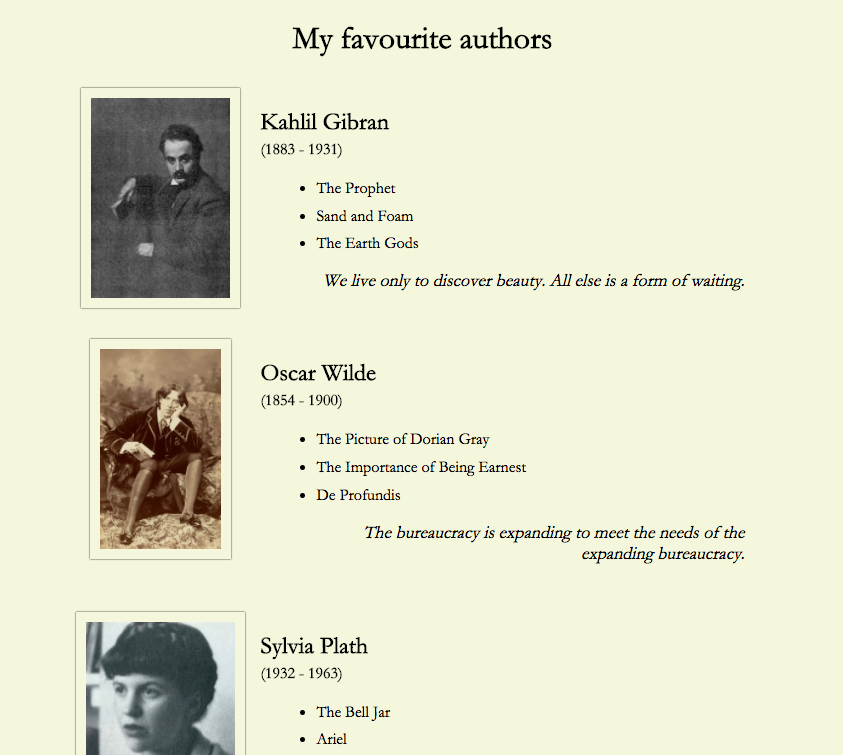 My favourite authors
Kahlil Gibran
(1883 - 1931)
The Prophet
Sand and Foam
The Earth Gods
We live only to discover beauty. All else is a form of waiting.
Oscar Wilde
(1854 - 1900)
The Picture of Dorian Gray
The Importance of Being Earnest
De Profundis
The bureaucracy is expanding to meet the needs of the
expanding bureaucracy.
Sylvia Plath
(1932 - 1963)
The Bell Jar
Ariel